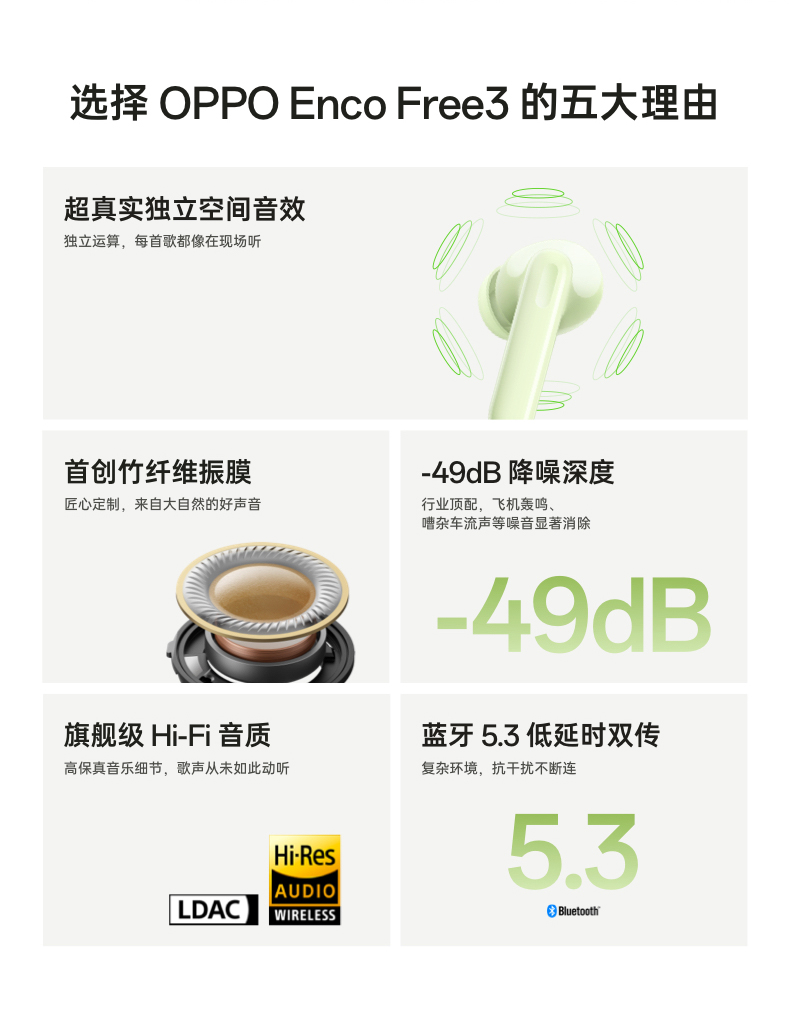 选择 OPPO Enco Free3 的五大理由
超真实独立空间音效
独立运算，每首歌都像在现场听
首创竹纤维振膜
匠心定制，来自大自然的好声音
-49dB 降噪深度
行业顶配，飞机轰鸣、
嘈杂车流声等噪音显著消除
-49dB
旗舰级 Hi-Fi 音质
高保真音乐细节，歌声从未如此动听
LDAC
Hi-Res
AUDIO
WIRELESS
蓝牙 5.3 低延时双传
复杂环境，抗干扰不断连
5.3
Bluetooth